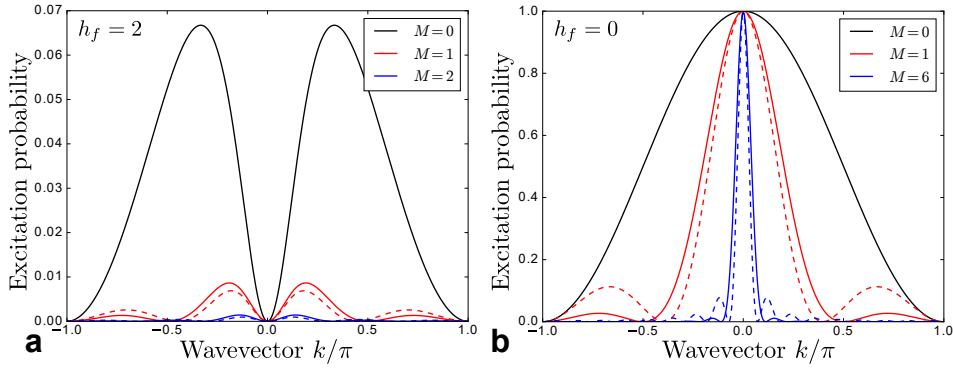 h_f = 2
M=0
M=1
M=2
Excitation probability
0.07
0.06
0.05
0.04
0.03
0.02
0.01
0.00
−1.0
−0.5
0.0
0.5
1.0
Wavevector k/π
a
h_f = 0
M=0
M=1
M=6
Excitation probability
1.0
0.8
0.6
0.4
0.2
0.0
−1.0
−0.5
0.0
0.5
1.0
Wavevector k/π
b